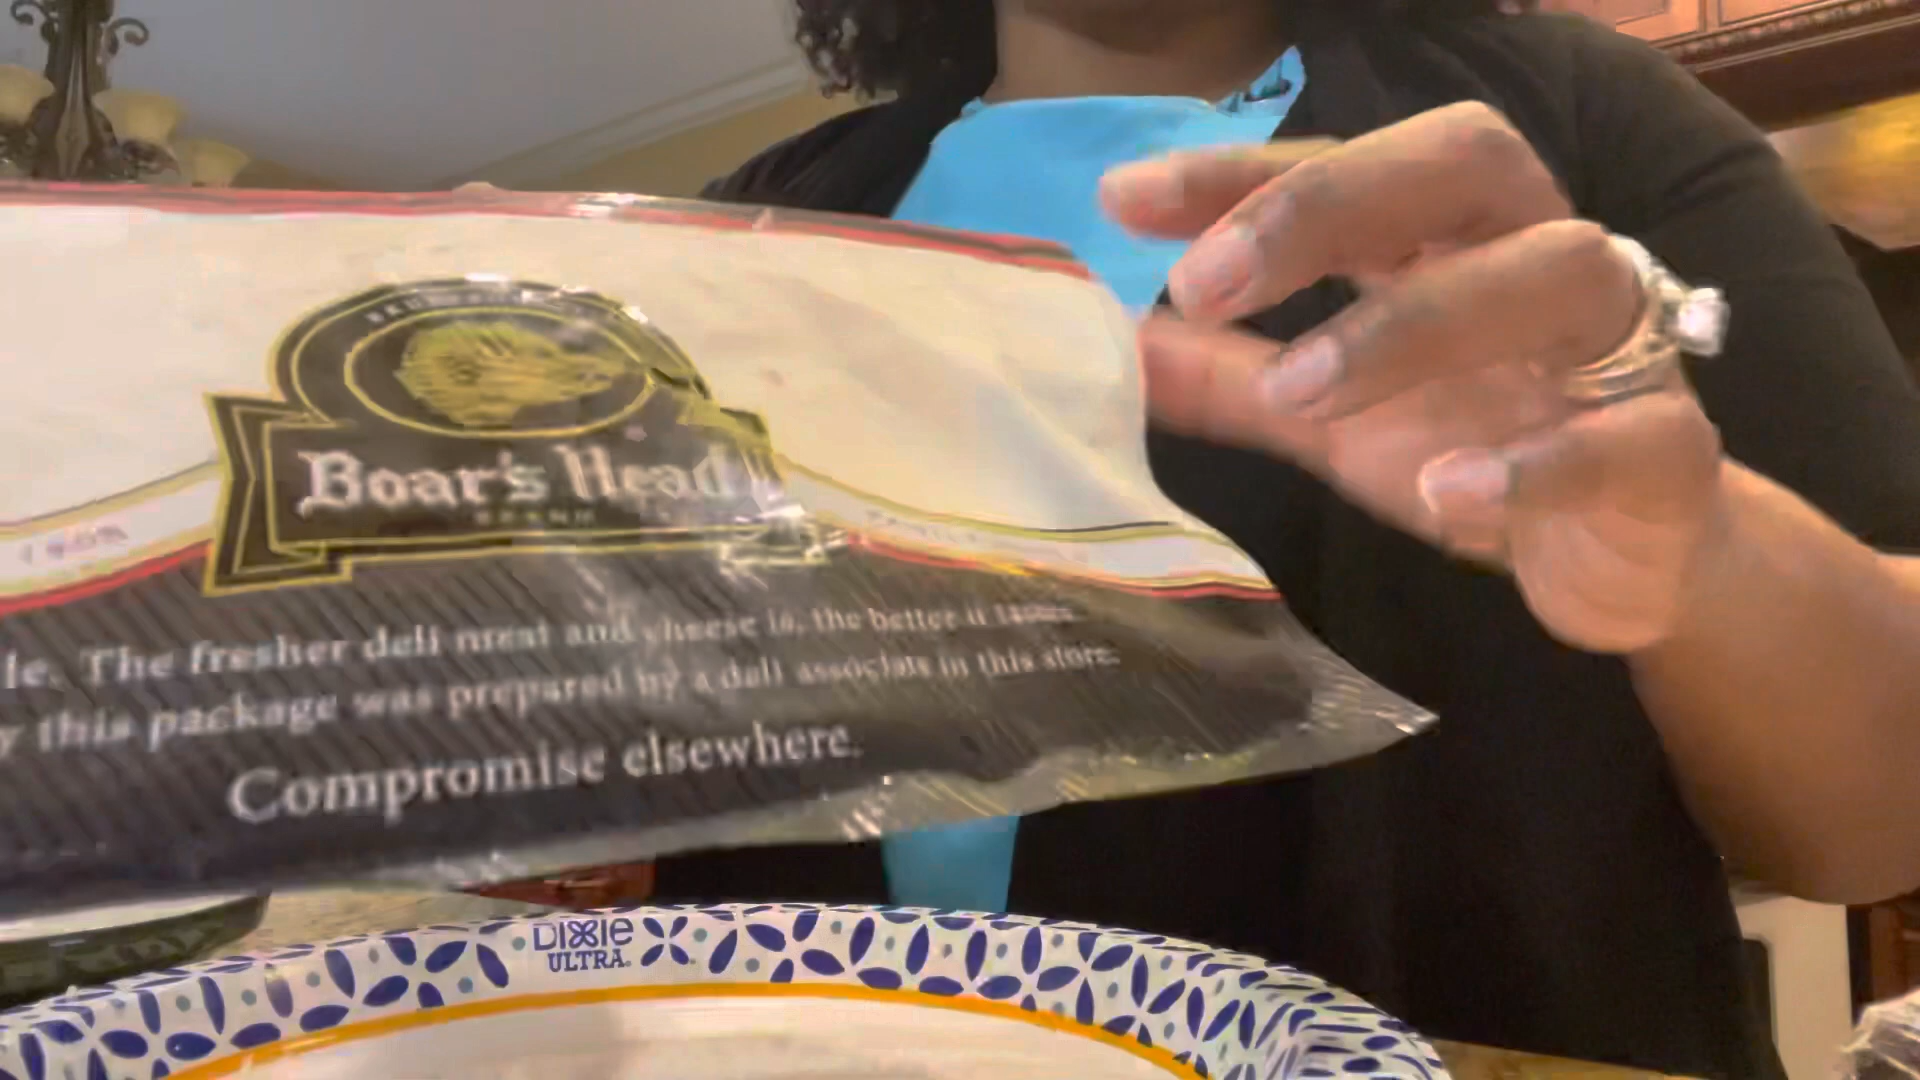 Boar's Head
BRAND
le. The fresher deli meat and cheese is, the better it tastes.
y this package was prepared by a deli associate in this store.
Compromise elsewhere.
DIXIE
ULTRA